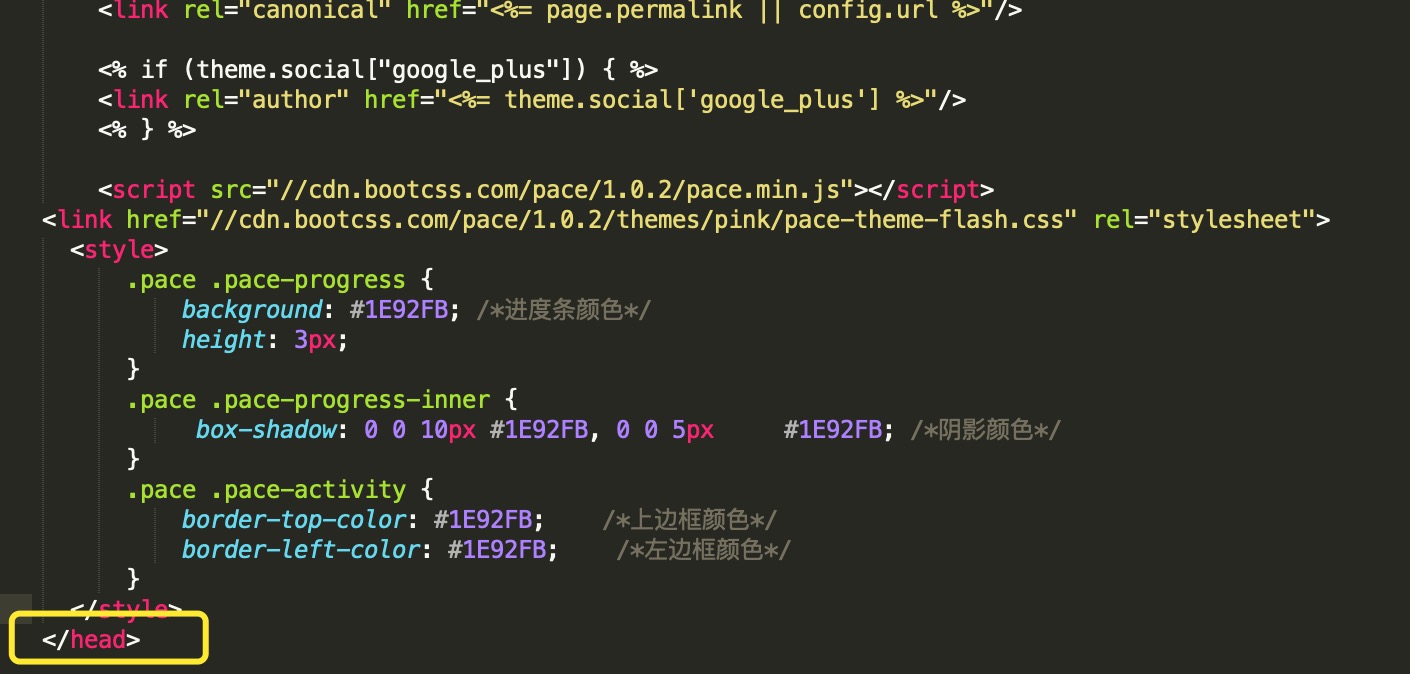 <link rel="canonical" href="<%= page.permalink || config.url %>"/>
<% if (theme.social["google_plus"]) { %>
<link rel="author" href="<%= theme.social['google_plus'] %>"/>
<% } %>
<script src="//cdn.bootcss.com/pace/1.0.2/pace.min.js"></script>
<link href="//cdn.bootcss.com/pace/1.0.2/themes/pink/pace-theme-flash.css" rel="stylesheet">
<style>
.pace .pace-progress {
background: #1E92FB; /*进度条颜色*/
height: 3px;
}
.pace .pace-progress-inner {
box-shadow: 0 0 10px #1E92FB, 0 0 5px     #1E92FB; /*阴影颜色*/
}
.pace .pace-activity {
border-top-color: #1E92FB;    /*上边框颜色*/
border-left-color: #1E92FB;    /*左边框颜色*/
}
</style>
</head>